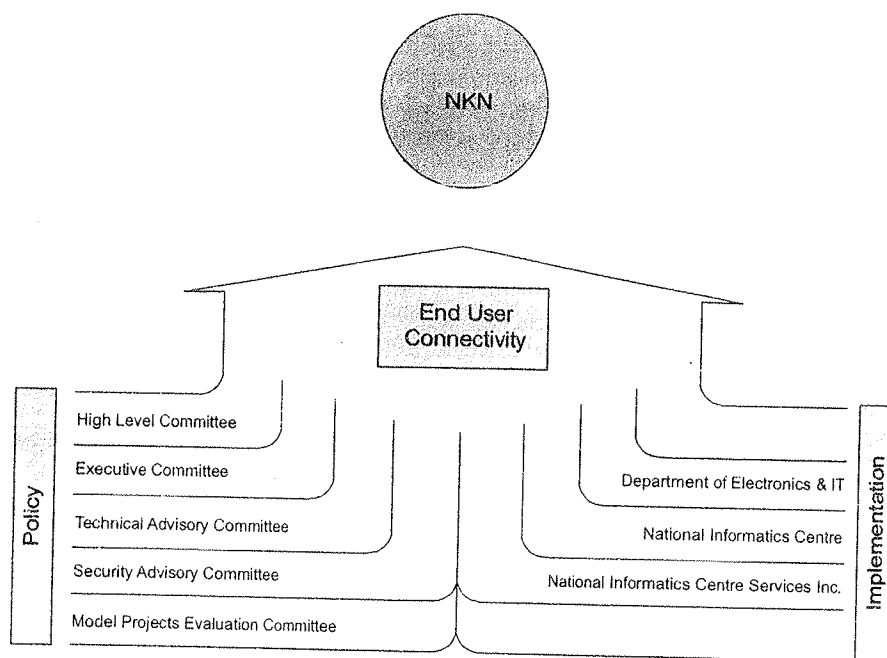 NKN
End User
Connectivity
Policy
High Level Committee
Executive Committee
Technical Advisory Committee
Security Advisory Committee
Model Projects Evaluation Committee
Department of Electronics & IT
National Informatics Centre
National Informatics Centre Services Inc.
Implementation